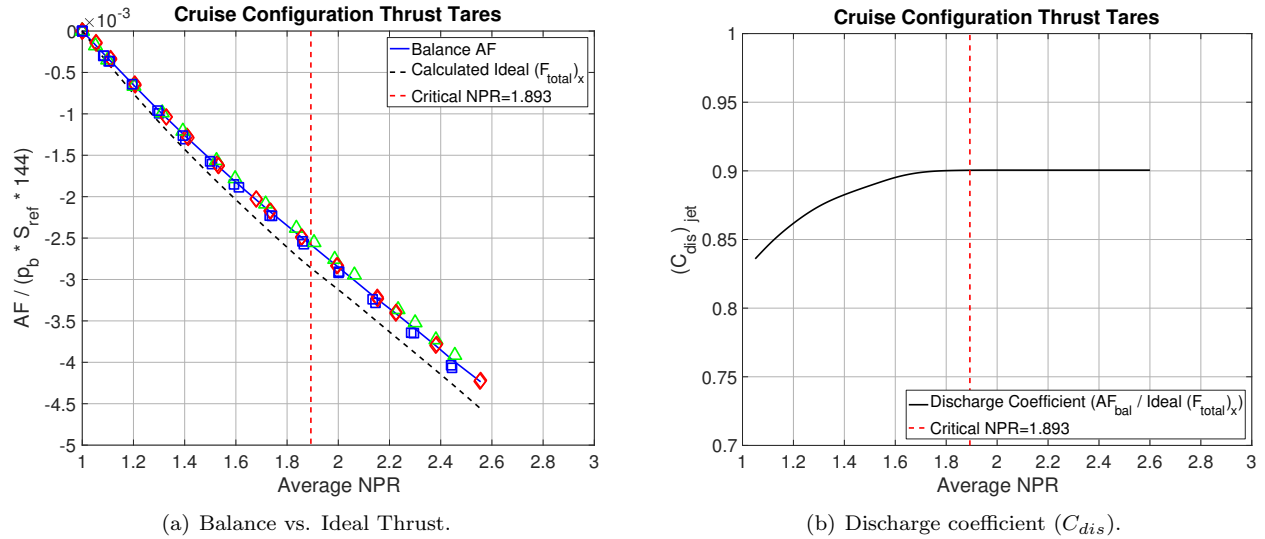 Cruise Configuration Thrust Tares
×10⁻³
0
-0.5
-1
-1.5
-2
-2.5
-3
-3.5
-4
-4.5
-5
AF / (p_b * S_ref * 144)
Balance AF
Calculated Ideal (F_total)_x
Critical NPR=1.893
1 1.2 1.4 1.6 1.8 2 2.2 2.4 2.6 2.8 3
Average NPR
(a) Balance vs. Ideal Thrust.
Cruise Configuration Thrust Tares
1
0.95
0.9
0.85
0.8
0.75
0.7
(C_dis)_jet
Discharge Coefficient (AF_bal / Ideal (F_total)_x)
Critical NPR=1.893
1 1.2 1.4 1.6 1.8 2 2.2 2.4 2.6 2.8 3
Average NPR
(b) Discharge coefficient (C_dis).